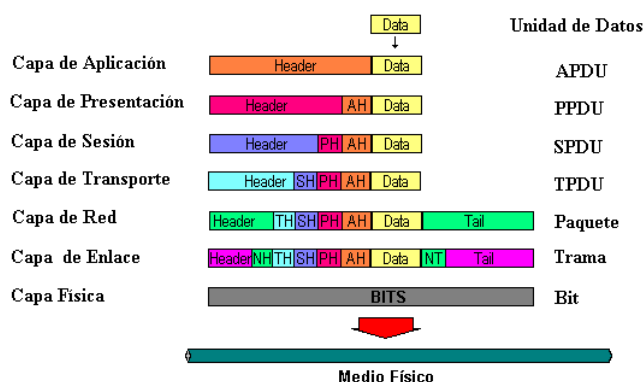 Data Unidad de Datos
Capa de Aplicación Header Data APDU
Capa de Presentación Header AH Data PPDU
Capa de Sesión Header PH AH Data SPDU
Capa de Transporte Header SH PH AH Data TPDU
Capa de Red Header TH SH PH AH Data Tail Paquete
Capa de Enlace Header NH TH SH PH AH Data NT Tail Trama
Capa Física BITS Bit
Medio Físico